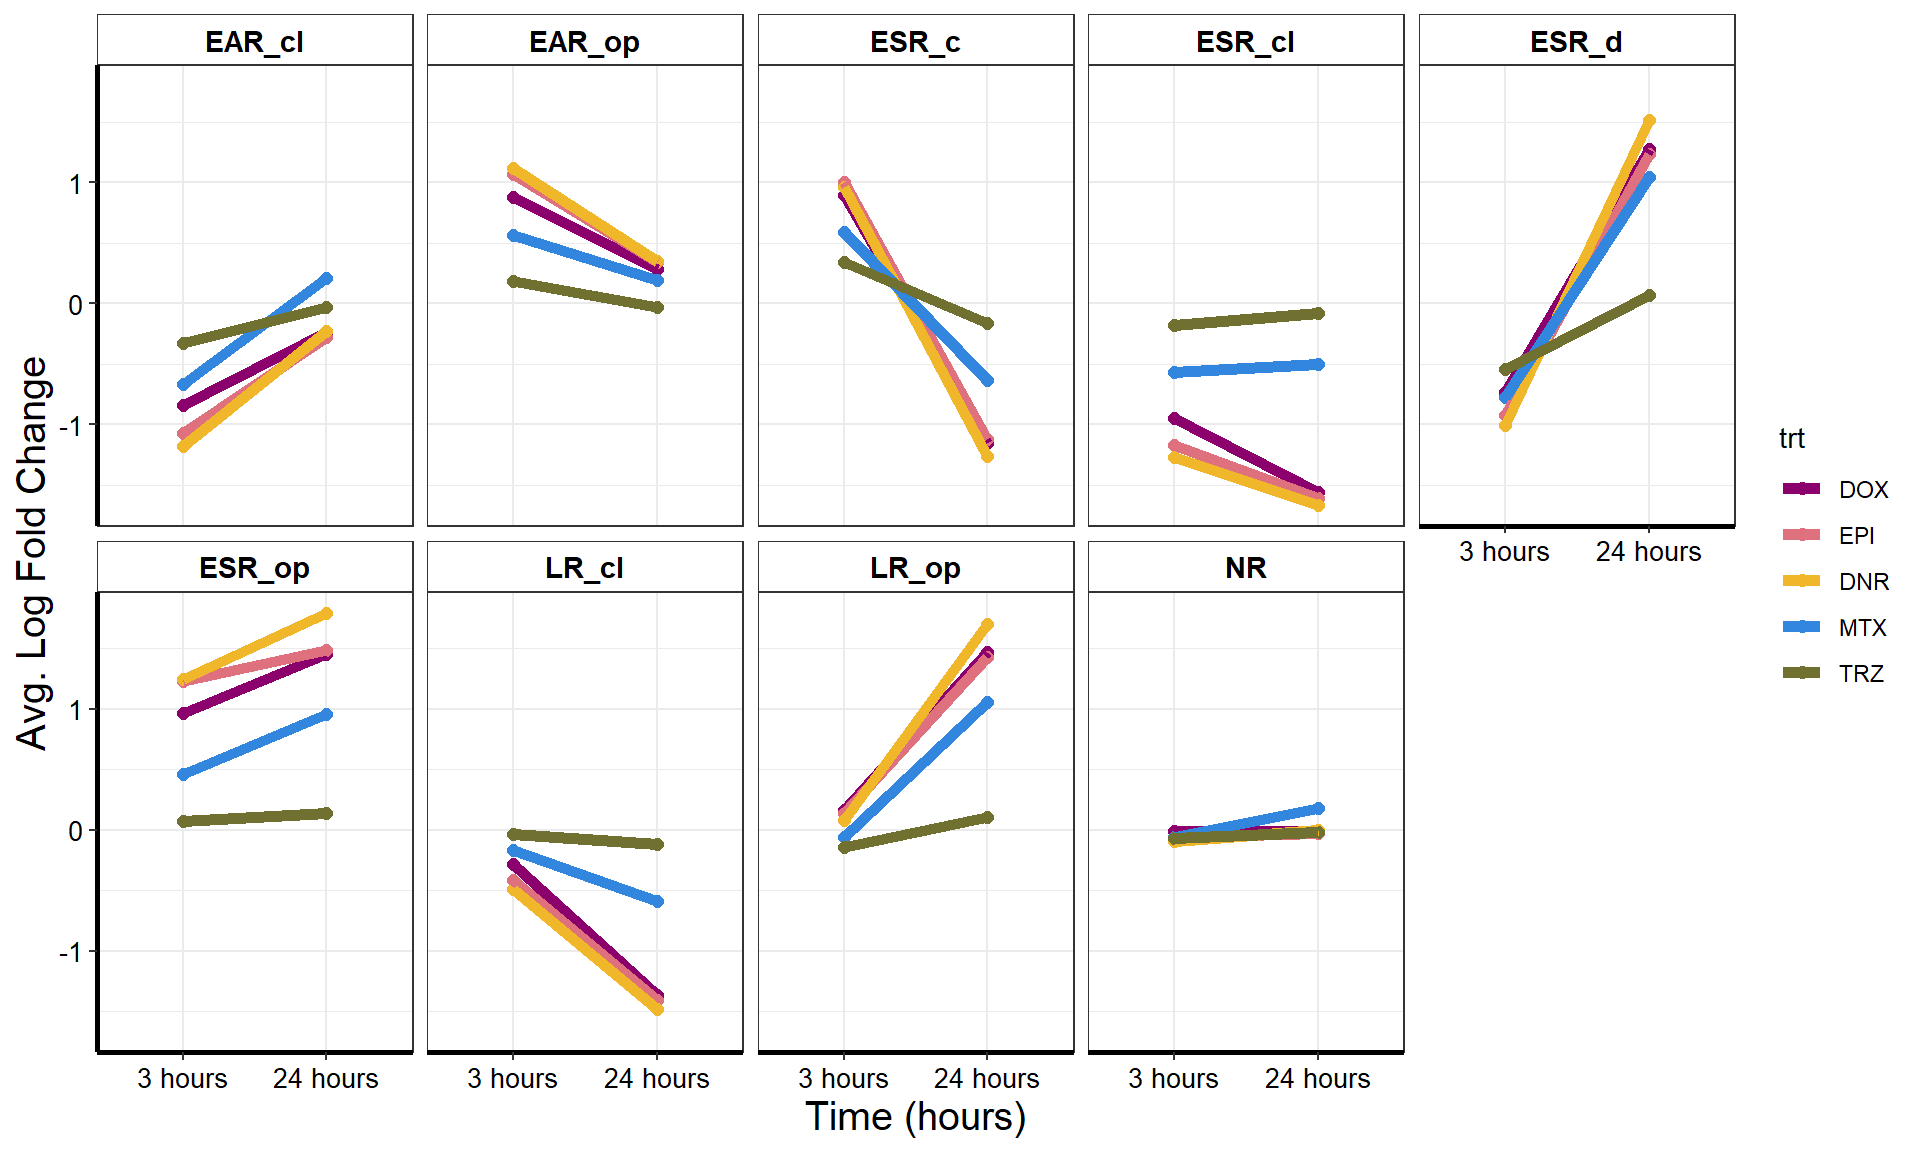 EAR_cl
EAR_op
ESR_c
ESR_cl
ESR_d
1
0
-1
3 hours
24 hours
ESR_op
LR_cl
LR_op
NR
1
0
-1
3 hours
24 hours
3 hours
24 hours
3 hours
24 hours
3 hours
24 hours
Time (hours)
Avg. Log Fold Change
trt
DOX
EPI
DNR
MTX
TRZ